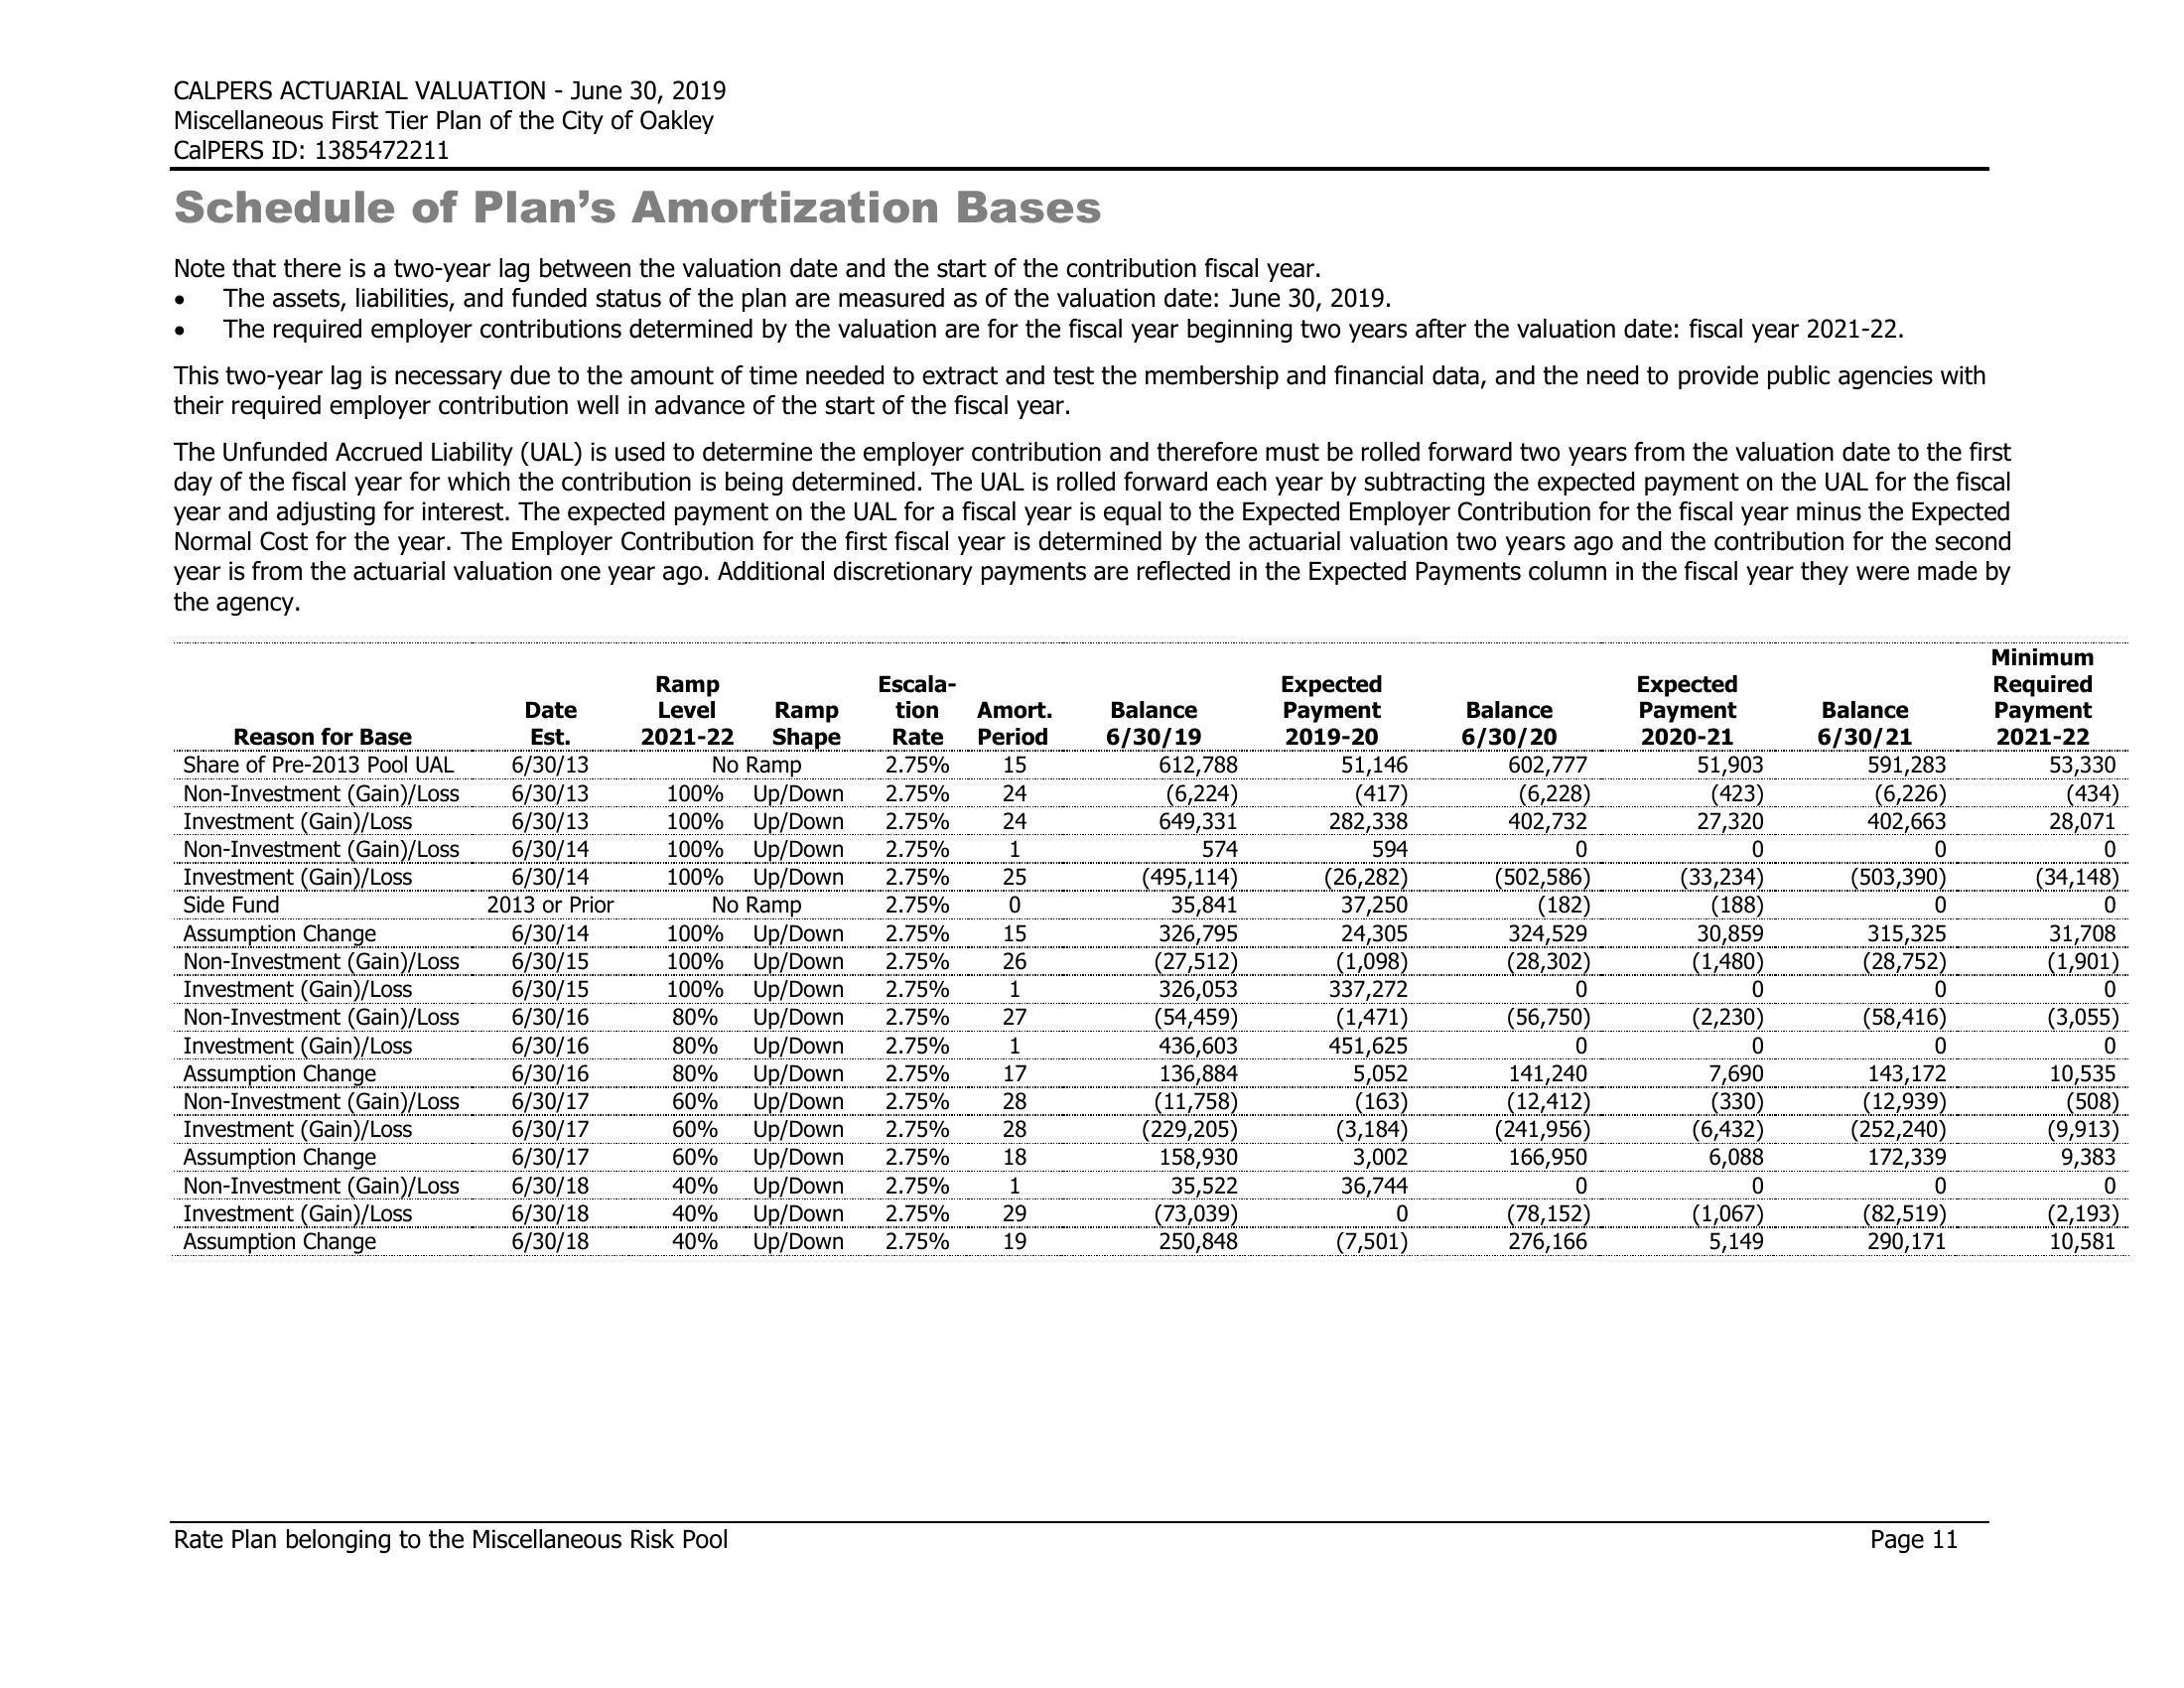 CALPERS ACTUARIAL VALUATION - June 30, 2019
Miscellaneous First Tier Plan of the City of Oakley
CalPERS ID: 1385472211
Schedule of Plan’s Amortization Bases
Note that there is a two-year lag between the valuation date and the start of the contribution fiscal year.
• The assets, liabilities, and funded status of the plan are measured as of the valuation date: June 30, 2019.
• The required employer contributions determined by the valuation are for the fiscal year beginning two years after the valuation date: fiscal year 2021-22.
This two-year lag is necessary due to the amount of time needed to extract and test the membership and financial data, and the need to provide public agencies with
their required employer contribution well in advance of the start of the fiscal year.
The Unfunded Accrued Liability (UAL) is used to determine the employer contribution and therefore must be rolled forward two years from the valuation date to the first
day of the fiscal year for which the contribution is being determined. The UAL is rolled forward each year by subtracting the expected payment on the UAL for the fiscal
year and adjusting for interest. The expected payment on the UAL for a fiscal year is equal to the Expected Employer Contribution for the fiscal year minus the Expected
Normal Cost for the year. The Employer Contribution for the first fiscal year is determined by the actuarial valuation two years ago and the contribution for the second
year is from the actuarial valuation one year ago. Additional discretionary payments are reflected in the Expected Payments column in the fiscal year they were made by
the agency.
Minimum
Ramp Escala- Expected Expected Required
Date Level Ramp tion Amort. Balance Payment Balance Payment Balance Payment
Reason for Base Est. 2021-22 Shape Rate Period 6/30/19 2019-20 6/30/20 2020-21 6/30/21 2021-22
Share of Pre-2013 Pool UAL 6/30/13 No Ramp 2.75% 15 612,788 51,146 602,777 51,903 591,283 53,330
Non-Investment (Gain)/Loss 6/30/13 100% Up/Down 2.75% 24 (6,224) (417) (6,228) (423) (6,226) (434)
Investment (Gain)/Loss 6/30/13 100% Up/Down 2.75% 24 649,331 282,338 402,732 27,320 402,663 28,071
Non-Investment (Gain)/Loss 6/30/14 100% Up/Down 2.75% 1 574 594 0 0 0 0
Investment (Gain)/Loss 6/30/14 100% Up/Down 2.75% 25 (495,114) (26,282) (502,586) (33,234) (503,390) (34,148)
Side Fund 2013 or Prior No Ramp 2.75% 0 35,841 37,250 (182) (188) 0 0
Assumption Change 6/30/14 100% Up/Down 2.75% 15 326,795 24,305 324,529 30,859 315,325 31,708
Non-Investment (Gain)/Loss 6/30/15 100% Up/Down 2.75% 26 (27,512) (1,098) (28,302) (1,480) (28,752) (1,901)
Investment (Gain)/Loss 6/30/15 100% Up/Down 2.75% 1 326,053 337,272 0 0 0 0
Non-Investment (Gain)/Loss 6/30/16 80% Up/Down 2.75% 27 (54,459) (1,471) (56,750) (2,230) (58,416) (3,055)
Investment (Gain)/Loss 6/30/16 80% Up/Down 2.75% 1 436,603 451,625 0 0 0 0
Assumption Change 6/30/16 80% Up/Down 2.75% 17 136,884 5,052 141,240 7,690 143,172 10,535
Non-Investment (Gain)/Loss 6/30/17 60% Up/Down 2.75% 28 (11,758) (163) (12,412) (330) (12,939) (508)
Investment (Gain)/Loss 6/30/17 60% Up/Down 2.75% 28 (229,205) (3,184) (241,956) (6,432) (252,240) (9,913)
Assumption Change 6/30/17 60% Up/Down 2.75% 18 158,930 3,002 166,950 6,088 172,339 9,383
Non-Investment (Gain)/Loss 6/30/18 40% Up/Down 2.75% 1 35,522 36,744 0 0 0 0
Investment (Gain)/Loss 6/30/18 40% Up/Down 2.75% 29 (73,039) 0 (78,152) (1,067) (82,519) (2,193)
Assumption Change 6/30/18 40% Up/Down 2.75% 19 250,848 (7,501) 276,166 5,149 290,171 10,581
Rate Plan belonging to the Miscellaneous Risk Pool Page 11